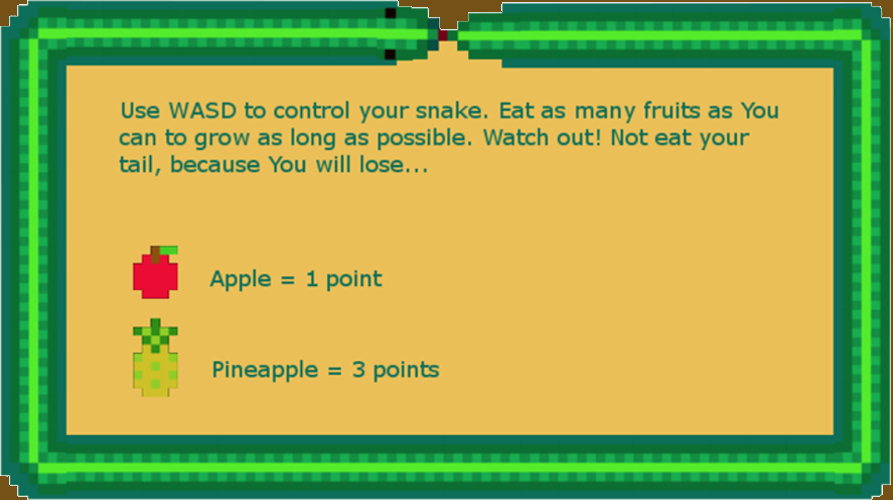 Use WASD to control your snake. Eat as many fruits as You
can to grow as long as possible. Watch out! Not eat your
tail, because You will lose...
Apple = 1 point
Pineapple = 3 points